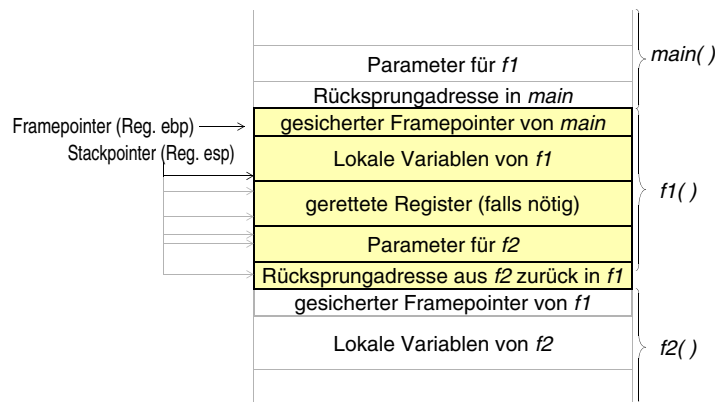 Parameter für f1
main( )
Rücksprungadresse in main
Framepointer (Reg. ebp)
gesicherter Framepointer von main
Stackpointer (Reg. esp)
Lokale Variablen von f1
gerettete Register (falls nötig)
f1( )
Parameter für f2
Rücksprungadresse aus f2 zurück in f1
gesicherter Framepointer von f1
Lokale Variablen von f2
f2( )